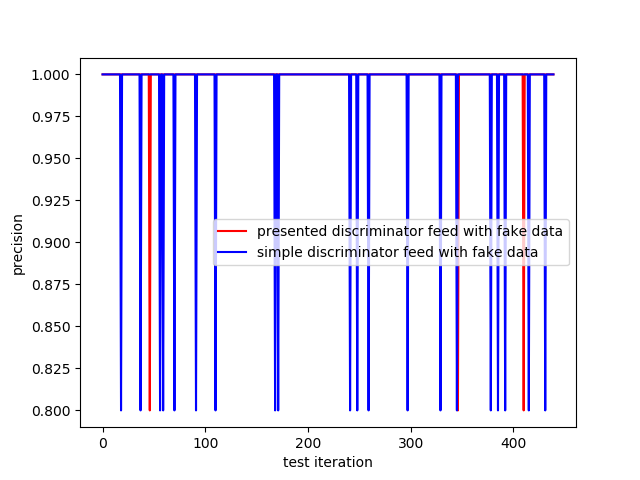 1.000
0.975
0.950
0.925
0.900
0.875
0.850
0.825
0.800
precision
presented discriminator feed with fake data
simple discriminator feed with fake data
0 100 200 300 400
test iteration